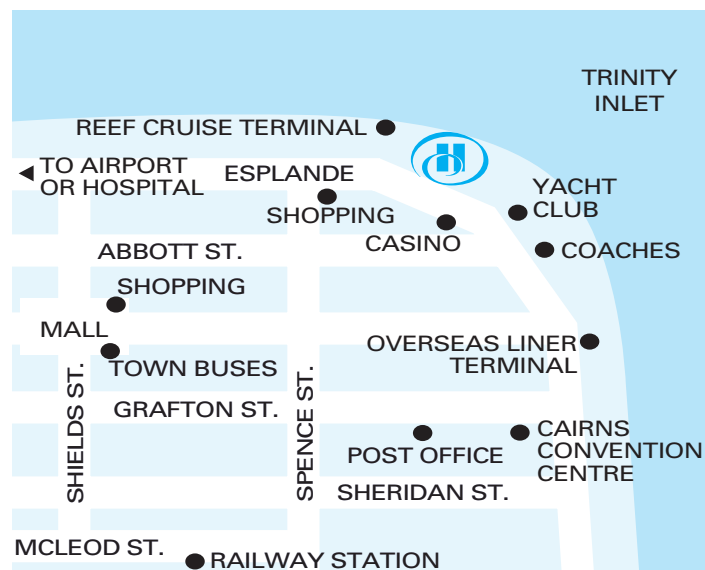 TRINITY
INLET
REEF CRUISE TERMINAL
TO AIRPORT
OR HOSPITAL
ESPLANDE
H
YACHT
CLUB
SHOPPING
CASINO
COACHES
ABBOTT ST.
SHOPPING
MALL
TOWN BUSES
OVERSEAS LINER
TERMINAL
SHIELDS ST.
SPENCE ST.
GRAFTON ST.
POST OFFICE
CAIRNS
CONVENTION
CENTRE
SHERIDAN ST.
MCLEOD ST.
RAILWAY STATION